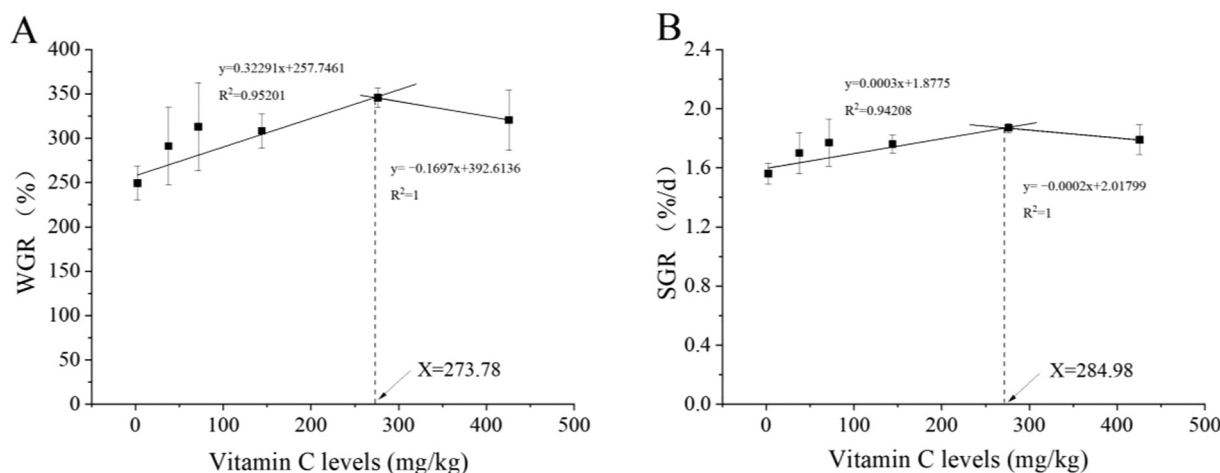 A
WGR (%)
400
350
300
250
200
150
100
50
0
y=0.32291x+257.7461
R²=0.95201
y= −0.1697x+392.6136
R²=1
X=273.78
0 100 200 300 400 500
Vitamin C levels (mg/kg)
B
SGR (%/d)
2.4
2.0
1.6
1.2
0.8
0.4
0.0
y=0.0003x+1.8775
R²=0.94208
y= −0.0002x+2.01799
R²=1
X=284.98
0 100 200 300 400 500
Vitamin C levels (mg/kg)